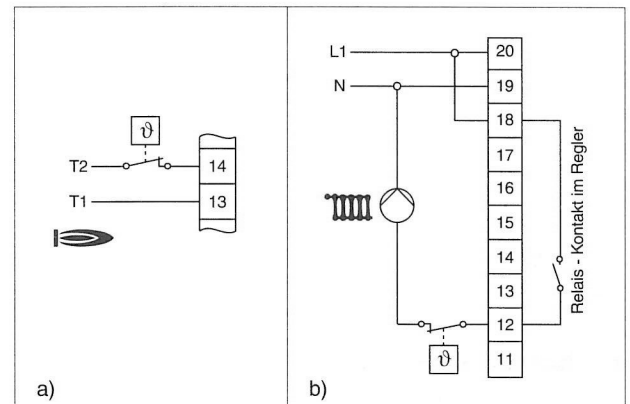 ϑ
T2
14
T1
13
a)
L1
20
N
19
18
17
16
15
14
13
12
11
ϑ
Relais - Kontakt im Regler
b)